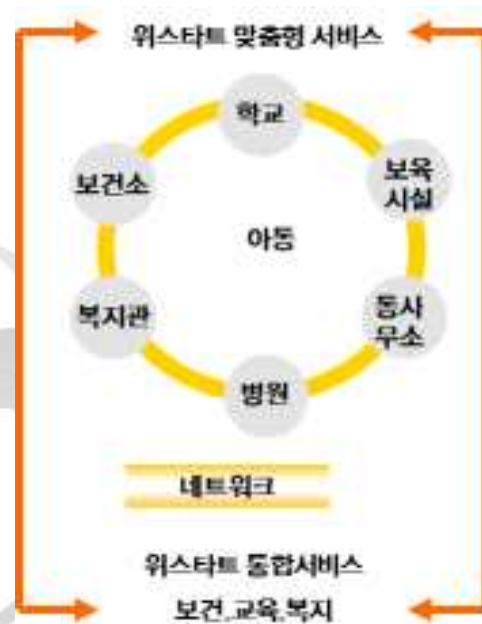 위스타트 맞춤형 서비스
학교
보건소
보육
시설
아동
복지관
동사
무소
병원
네트워크
위스타트 통합서비스
보건,교육,복지